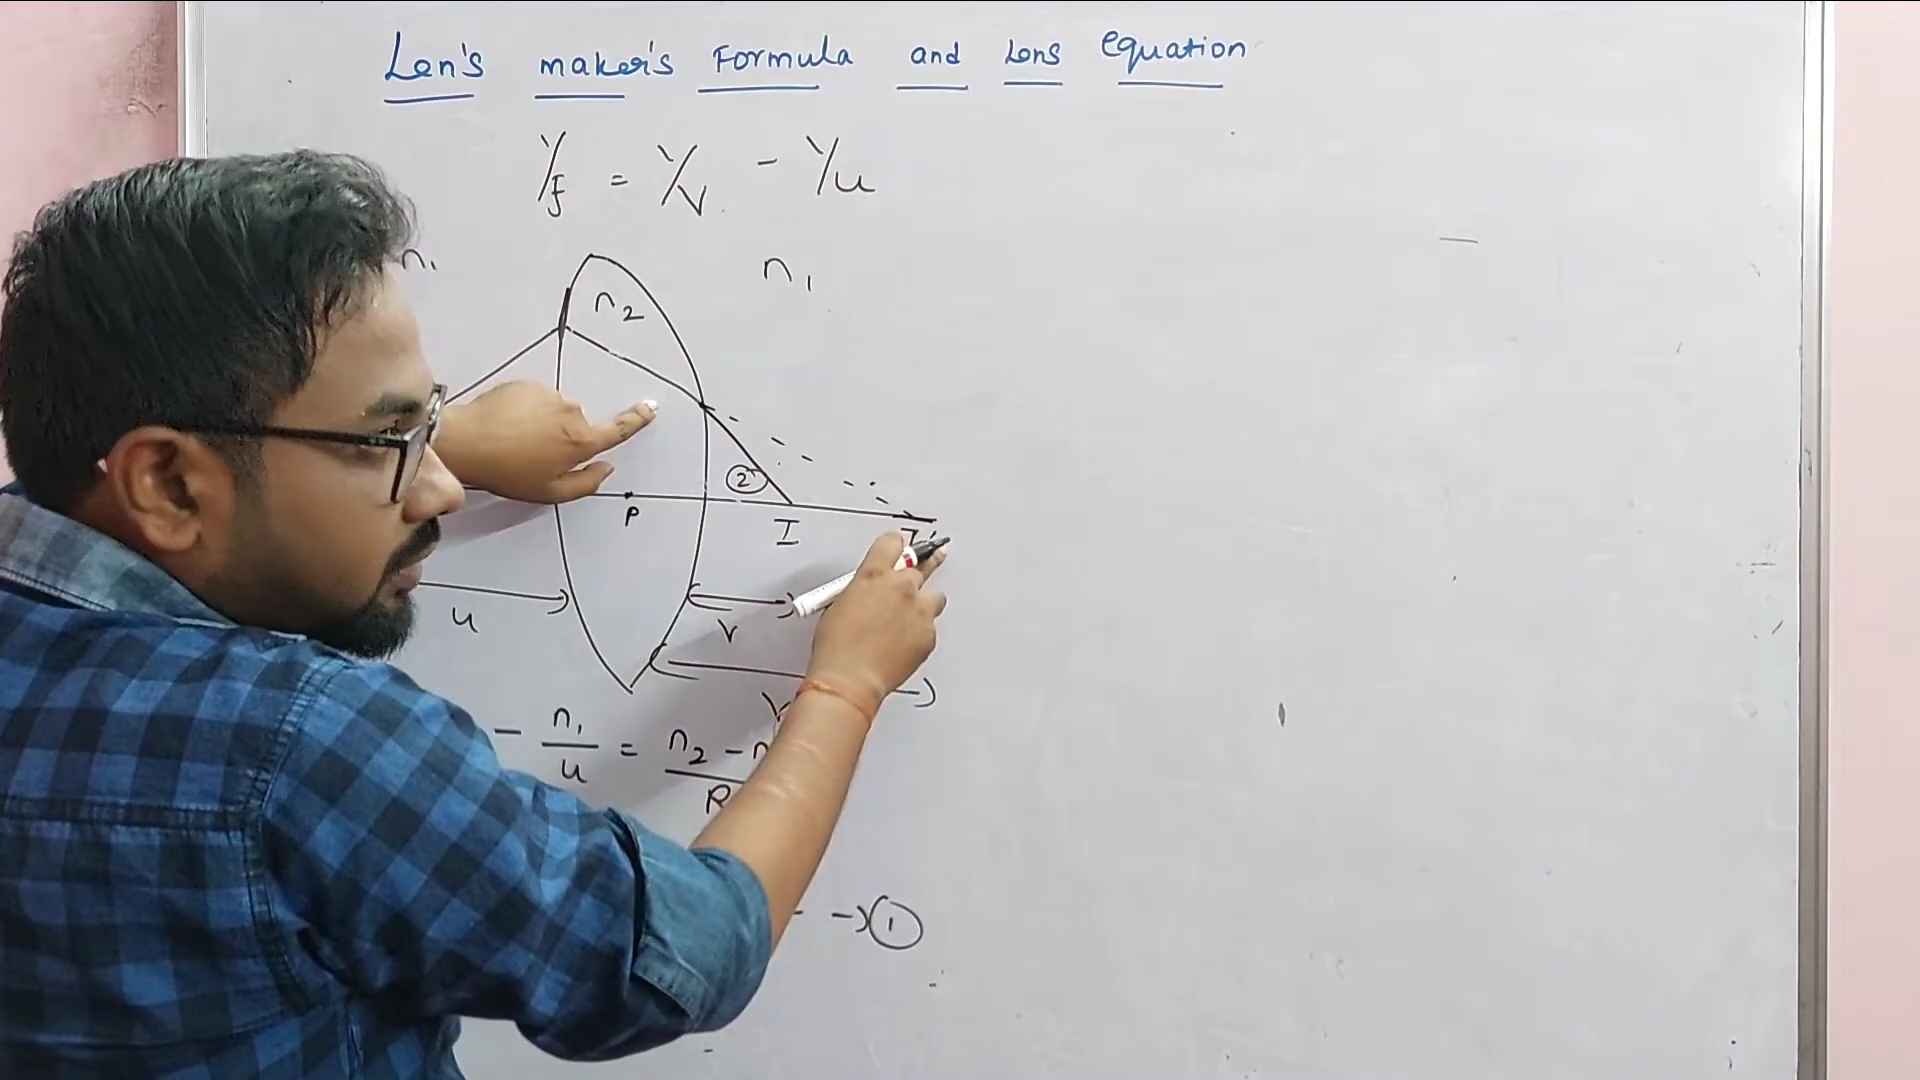 Len's maker's Formula and Lens equation
1/f = 1/v - 1/u
n1 n1
n2
2
P I I'
u v
- n1/u = n2 - n
R
→ 1